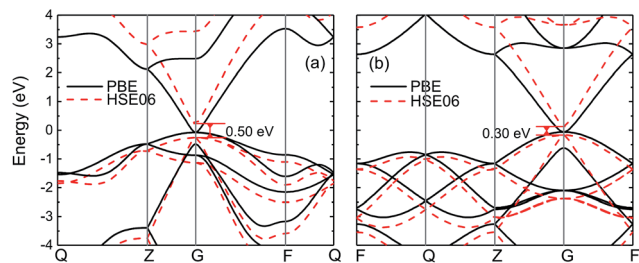 4
3
2
1
0
-1
-2
-3
-4
Energy (eV)
PBE
HSE06
(a)
0.50 eV
Q Z G F Q
(b)
PBE
HSE06
0.30 eV
F Q Z G F